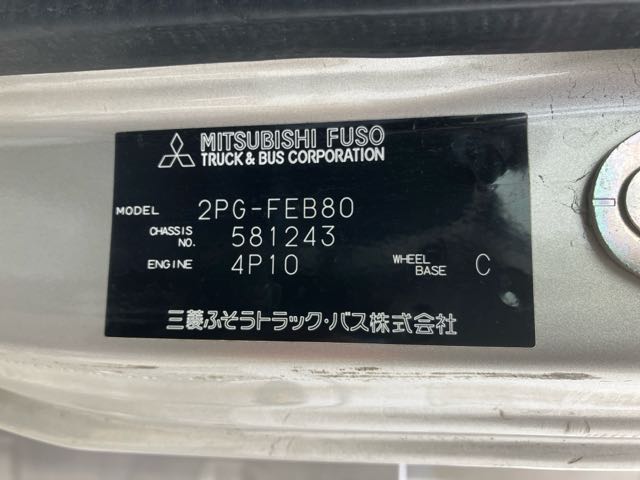 MITSUBISHI FUSO
TRUCK & BUS CORPORATION
MODEL 2PG-FEB80
CHASSIS NO. 581243
ENGINE 4P10 WHEEL BASE C
三菱ふそうトラック・バス株式会社